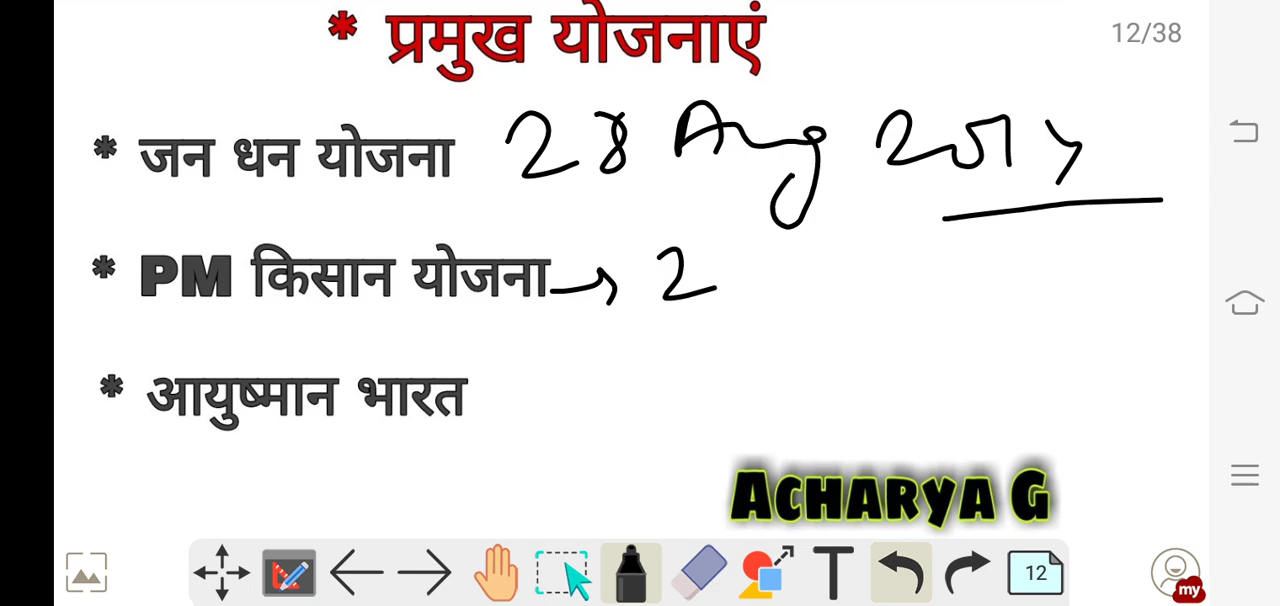 * प्रमुख योजनाएं
12/38
* जन धन योजना 28 Aug 2014
* PM किसान योजना → 2
* आयुष्मान भारत
ACHARYA G
T
12
my